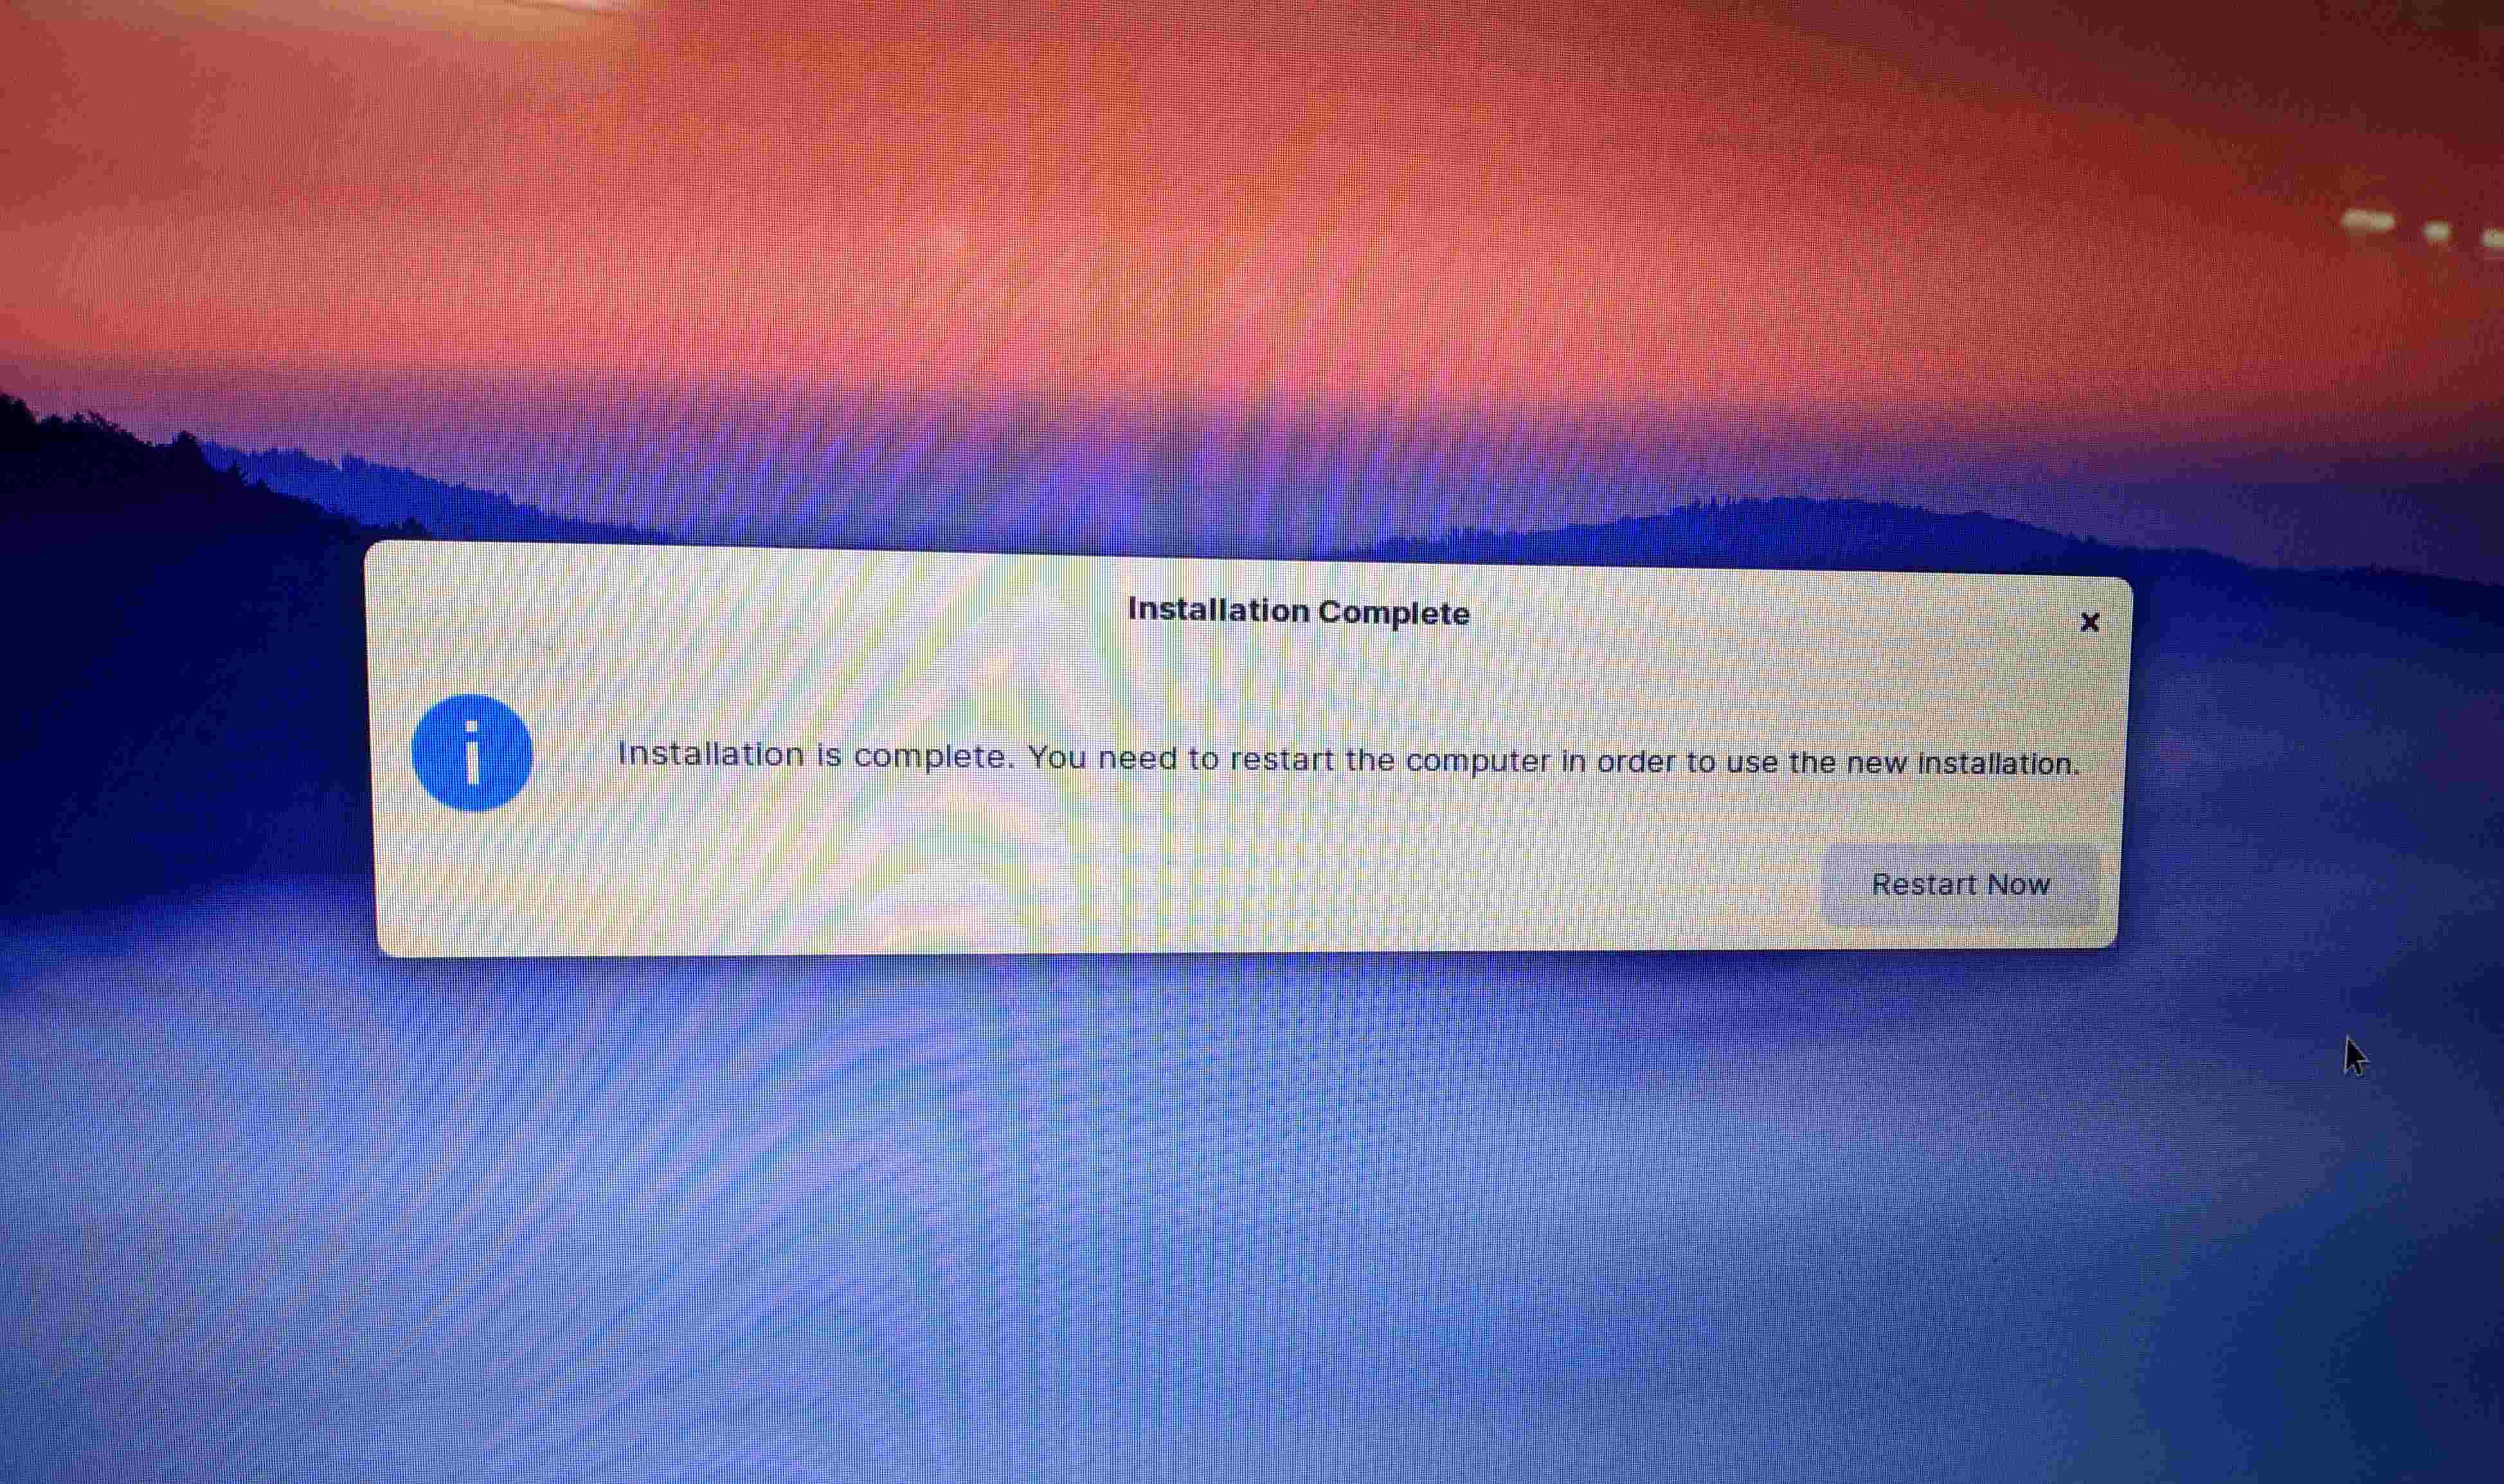 Installation Complete
Installation is complete. You need to restart the computer in order to use the new installation.
Restart Now